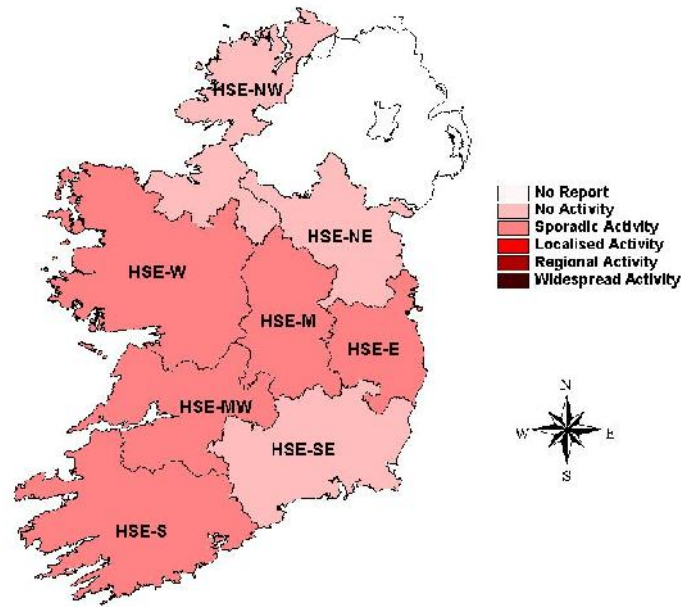 HSE-NW
HSE-NE
HSE-W
HSE-M
HSE-E
HSE-MW
HSE-SE
HSE-S
No Report
No Activity
Sporadic Activity
Localised Activity
Regional Activity
Widespread Activity
N
W E
S